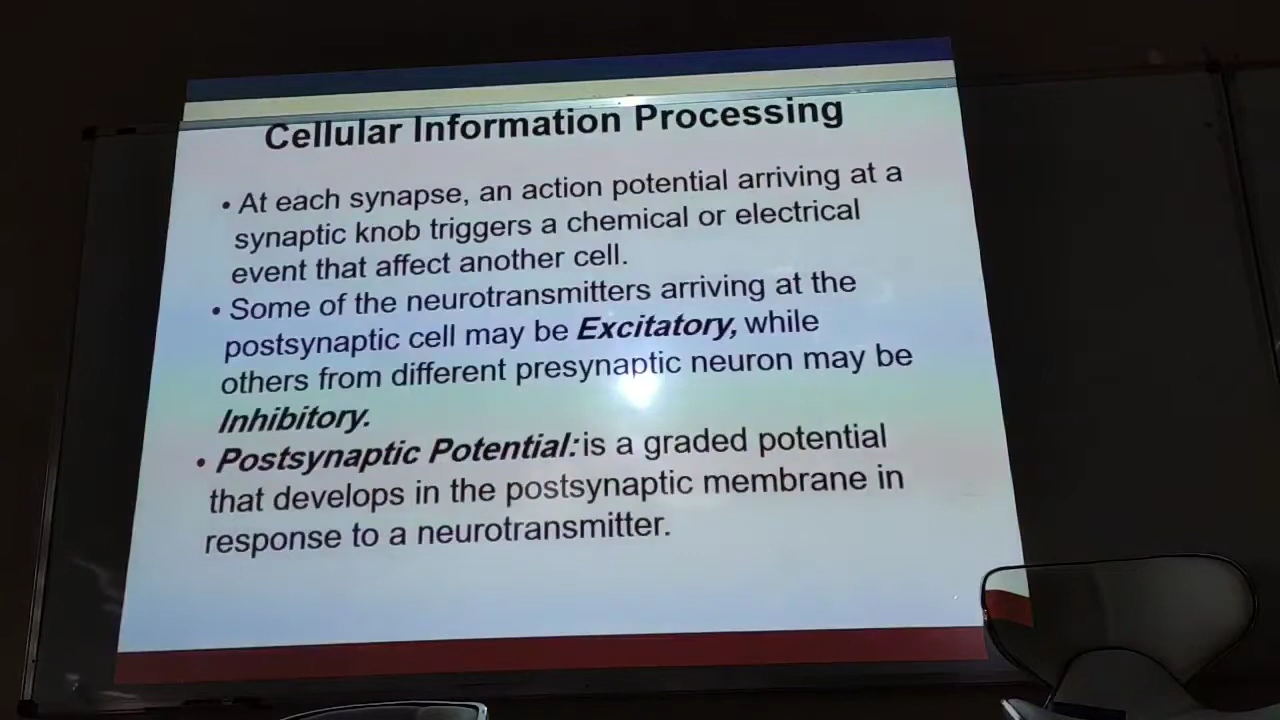 Cellular Information Processing
• At each synapse, an action potential arriving at a
synaptic knob triggers a chemical or electrical
event that affect another cell.
• Some of the neurotransmitters arriving at the
postsynaptic cell may be Excitatory, while
others from different presynaptic neuron may be
Inhibitory.
• Postsynaptic Potential: is a graded potential
that develops in the postsynaptic membrane in
response to a neurotransmitter.